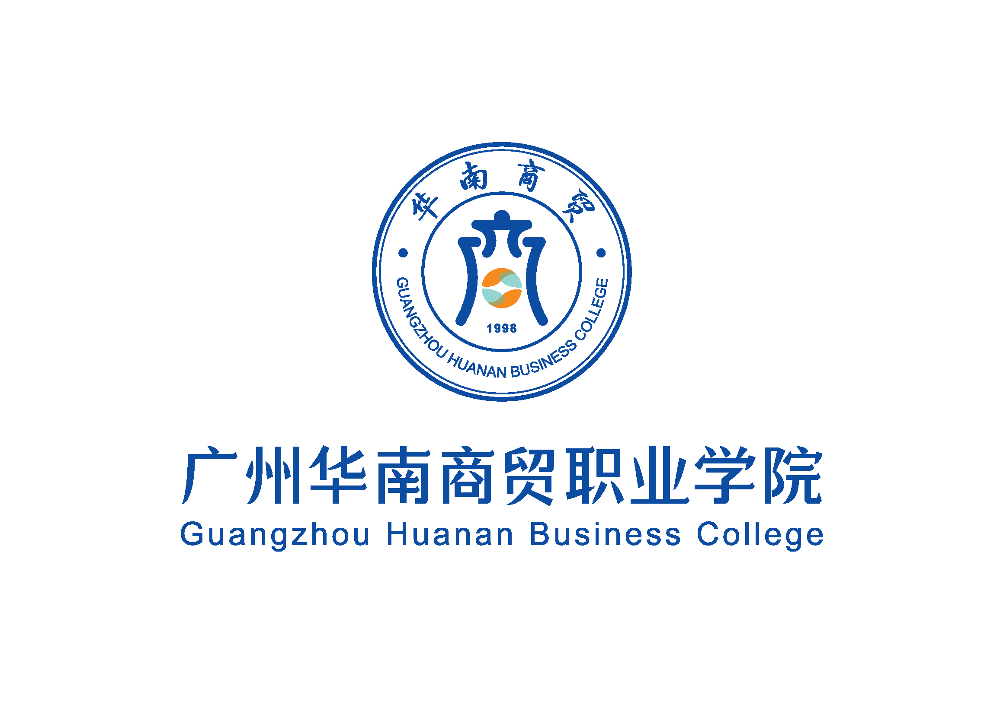 华南商贸
1998
GUANGZHOU HUANAN BUSINESS COLLEGE
广州华南商贸职业学院
Guangzhou Huanan Business College